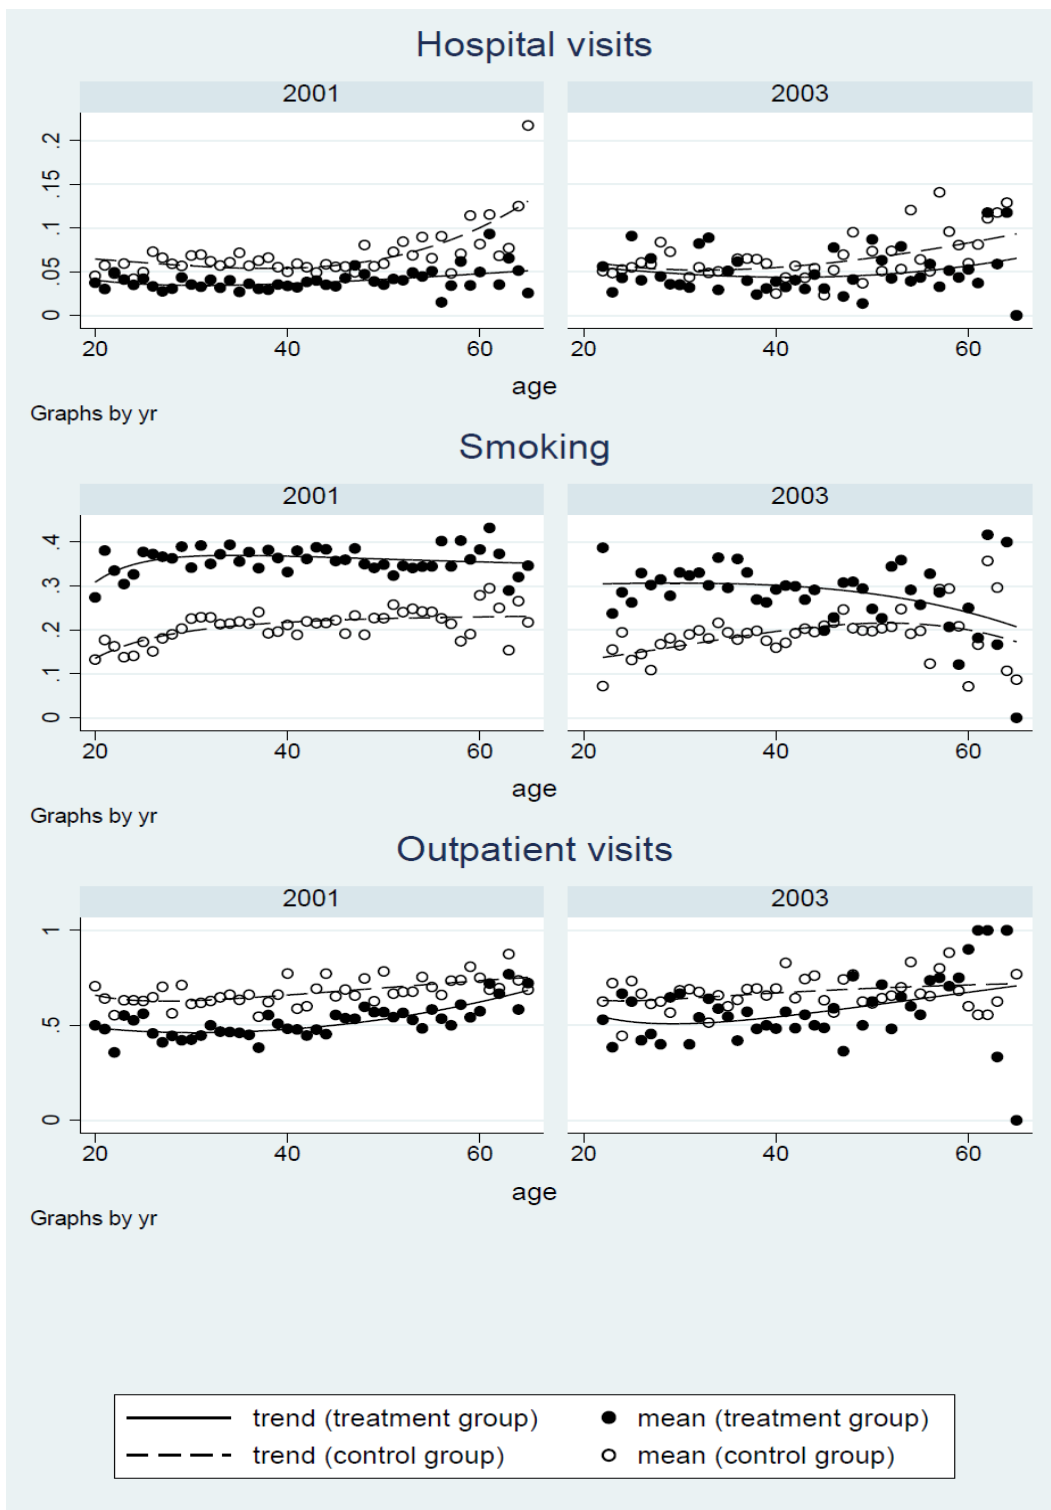 Hospital visits
2001 2003
.2
.15
.1
.05
0
20 40 60 20 40 60
age
Graphs by yr
Smoking
2001 2003
.4
.3
.2
.1
0
20 40 60 20 40 60
age
Graphs by yr
Outpatient visits
2001 2003
1
.5
0
20 40 60 20 40 60
age
Graphs by yr
trend (treatment group) mean (treatment group)
trend (control group) mean (control group)